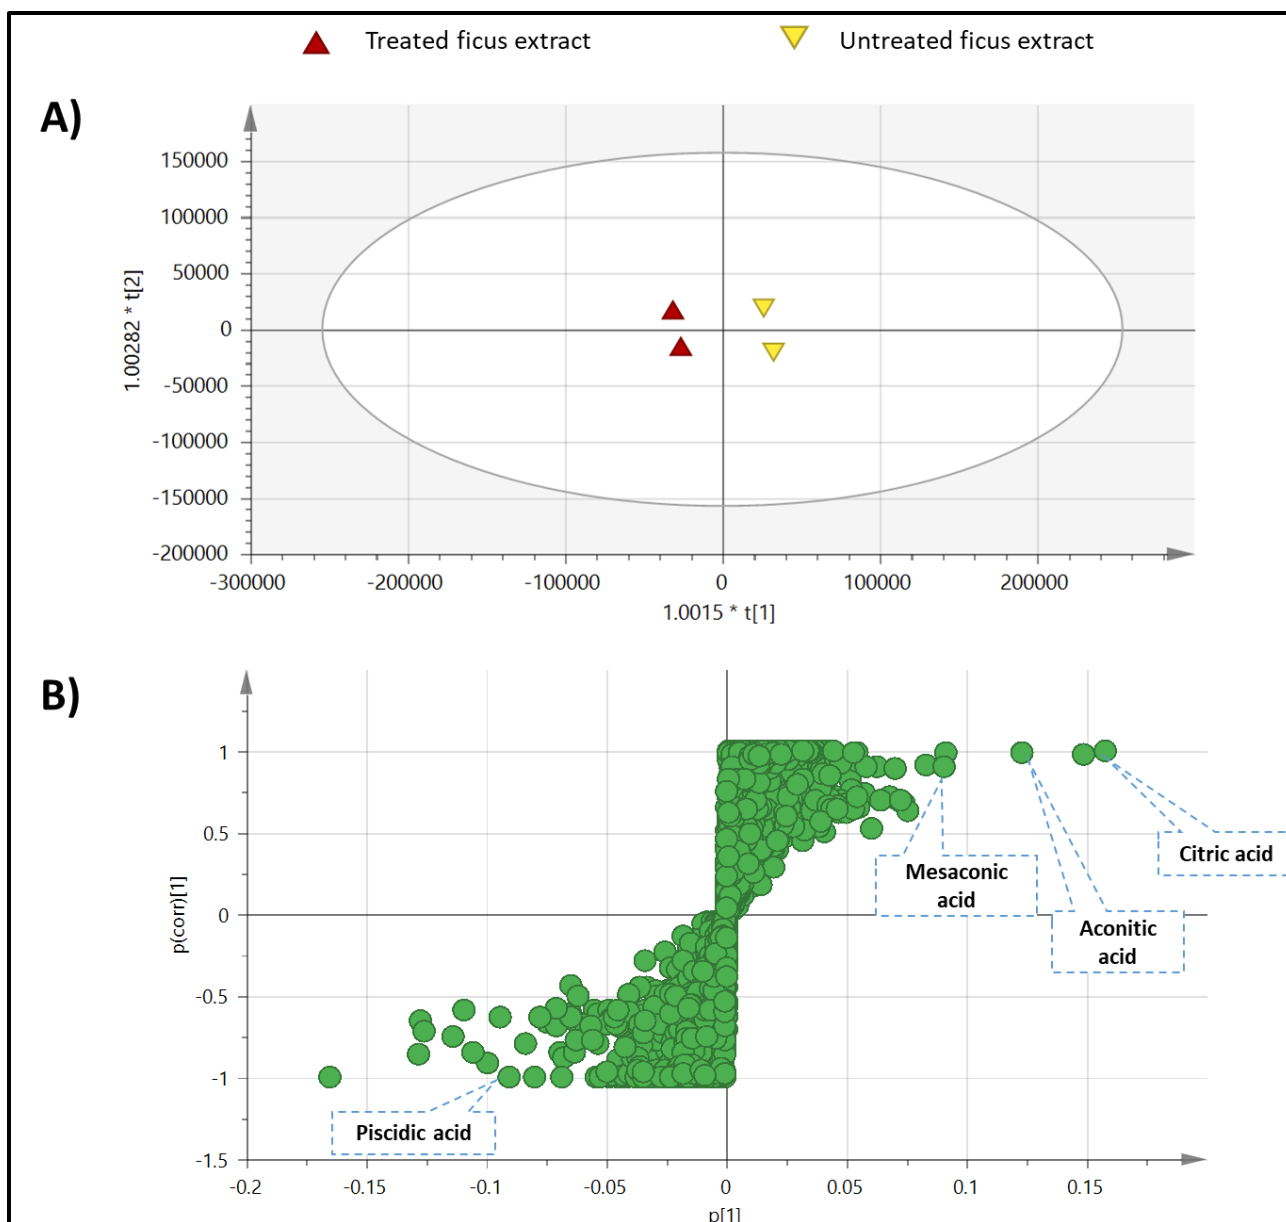 Treated ficus extract
Untreated ficus extract
A)
150000
100000
50000
0
-50000
-100000
-150000
-200000
1.00282 * t[2]
-300000
-200000
-100000
0
100000
200000
1.0015 * t[1]
B)
1
0.5
0
-0.5
-1
-1.5
p(corr)[1]
Mesaconic
acid
Citric acid
Aconitic
acid
Piscidic acid
-0.2
-0.15
-0.1
-0.05
0
0.05
0.1
0.15
p[1]